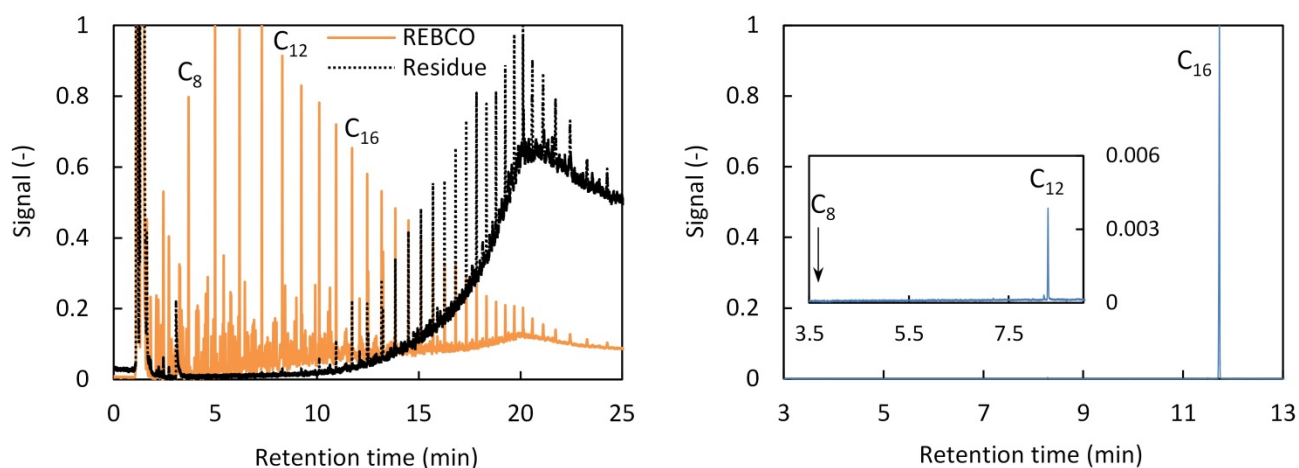 1
0.8
0.6
0.4
0.2
0
Signal (-)
C8
C12
C16
REBCO
Residue
0 5 10 15 20 25
Retention time (min)
1
0.8
0.6
0.4
0.2
0
Signal (-)
C16
C8
C12
0.006
0.003
0
3.5 5.5 7.5
3 5 7 9 11 13
Retention time (min)